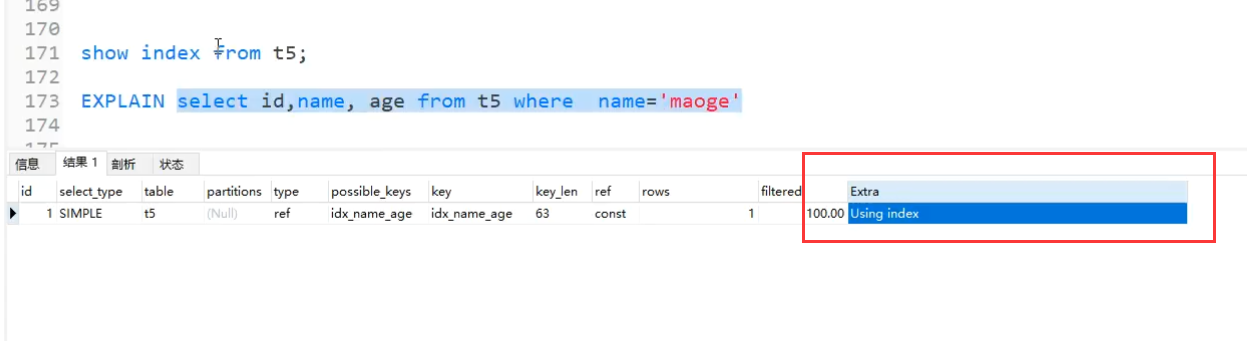 169
170
171 show index from t5;
172
173 EXPLAIN select id,name, age from t5 where  name='maoge'
174
175
信息 结果 1 剖析 状态
id select_type table partitions type possible_keys key key_len ref rows filtered Extra
1 SIMPLE t5 (Null) ref idx_name_age idx_name_age 63 const 1 100.00 Using index